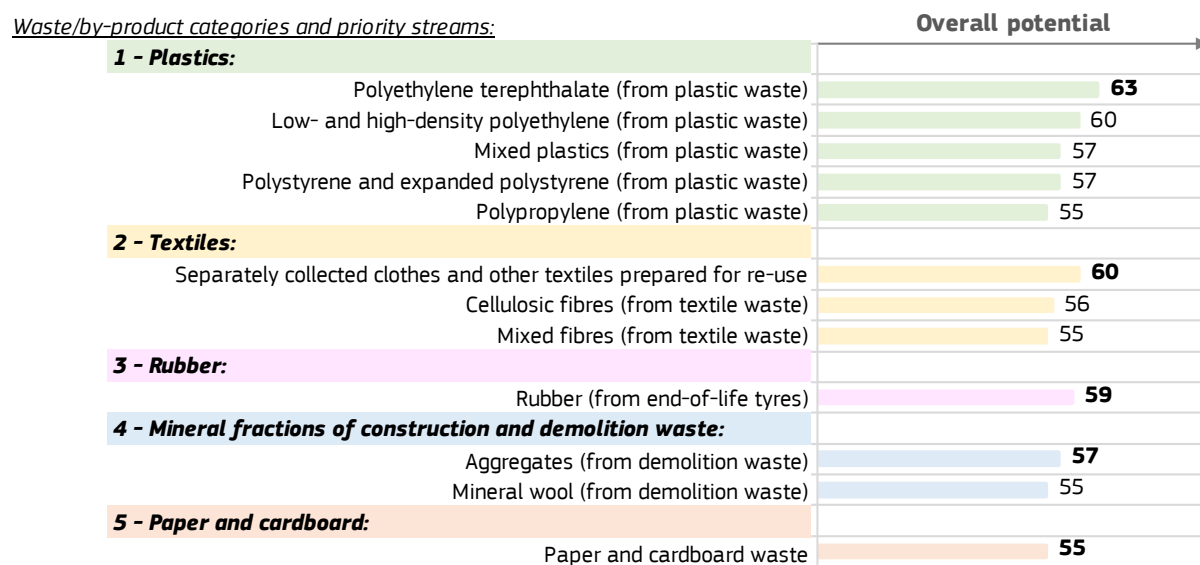 Waste/by-product categories and priority streams:
Overall potential
1 - Plastics:
Polyethylene terephthalate (from plastic waste) 63
Low- and high-density polyethylene (from plastic waste) 60
Mixed plastics (from plastic waste) 57
Polystyrene and expanded polystyrene (from plastic waste) 57
Polypropylene (from plastic waste) 55
2 - Textiles:
Separately collected clothes and other textiles prepared for re-use 60
Cellulosic fibres (from textile waste) 56
Mixed fibres (from textile waste) 55
3 - Rubber:
Rubber (from end-of-life tyres) 59
4 - Mineral fractions of construction and demolition waste:
Aggregates (from demolition waste) 57
Mineral wool (from demolition waste) 55
5 - Paper and cardboard:
Paper and cardboard waste 55